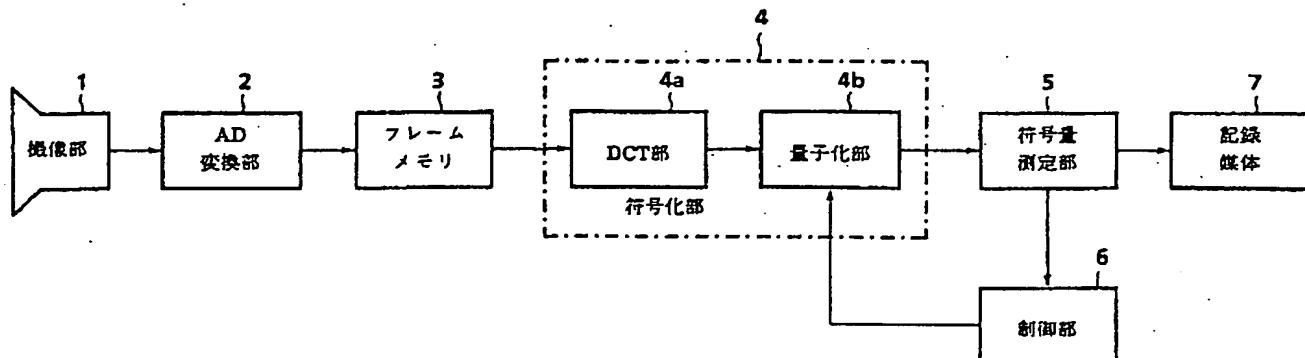 4
1
2
3
4a
4b
5
7
撮像部
AD
変換部
フレーム
メモリ
DCT部
量子化部
符号量
測定部
記録
媒体
符号化部
6
制御部